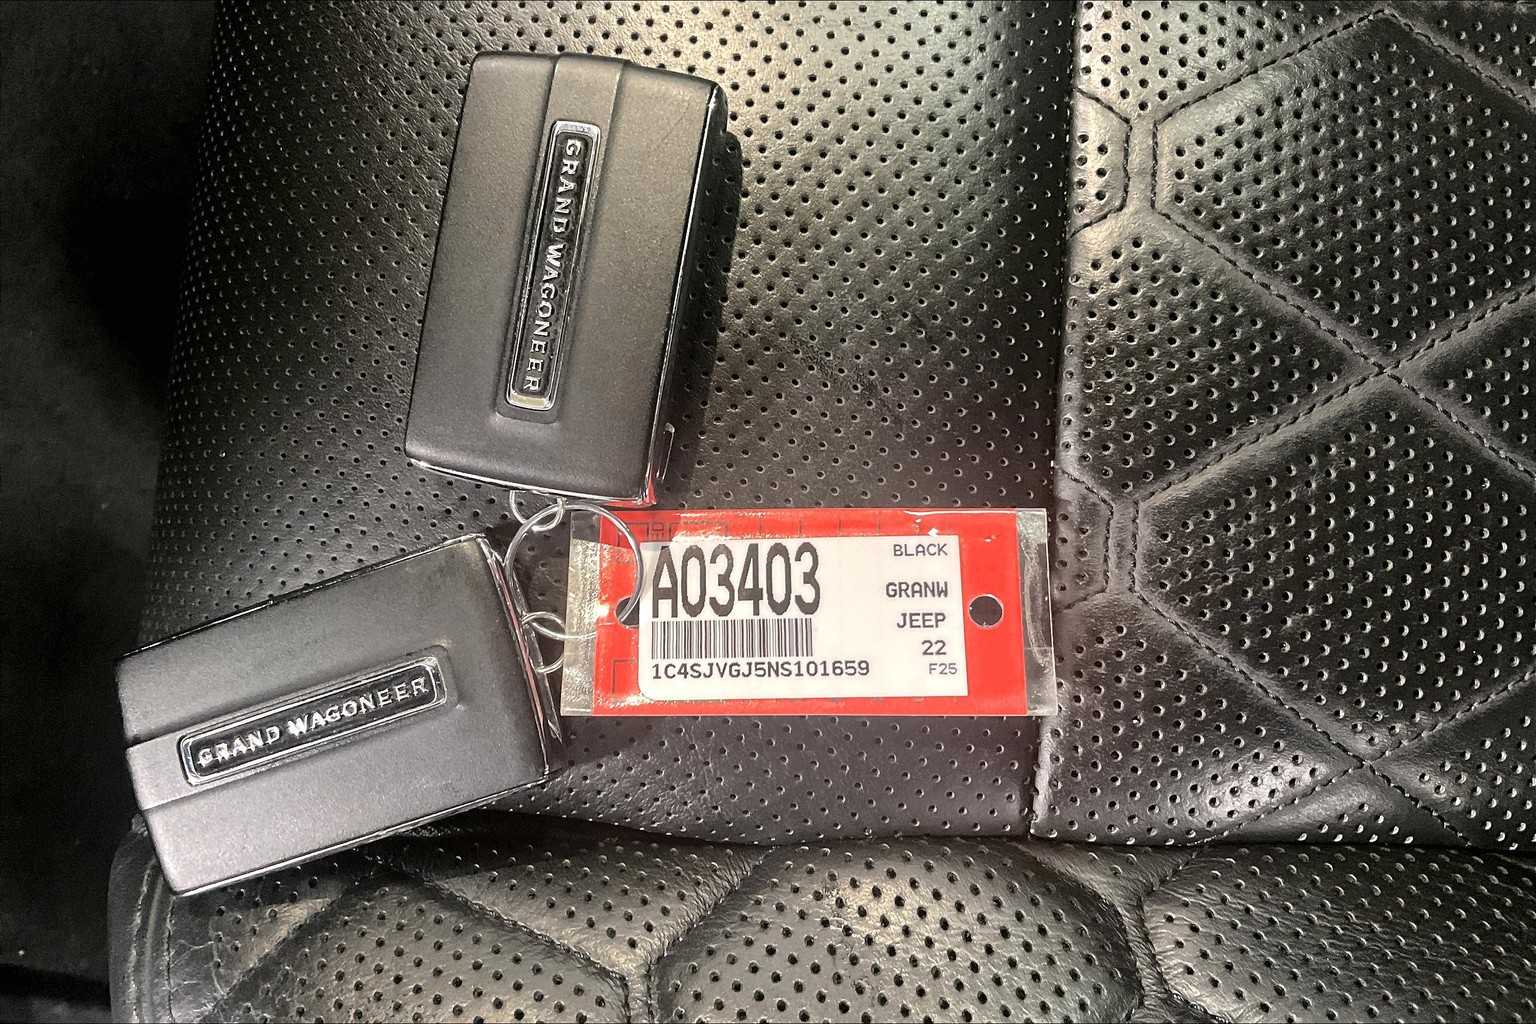 GRAND WAGONEER
GRAND WAGONEER
A03403
BLACK
GRANW
JEEP
22
1C4SJVGJ5NS101659
F25